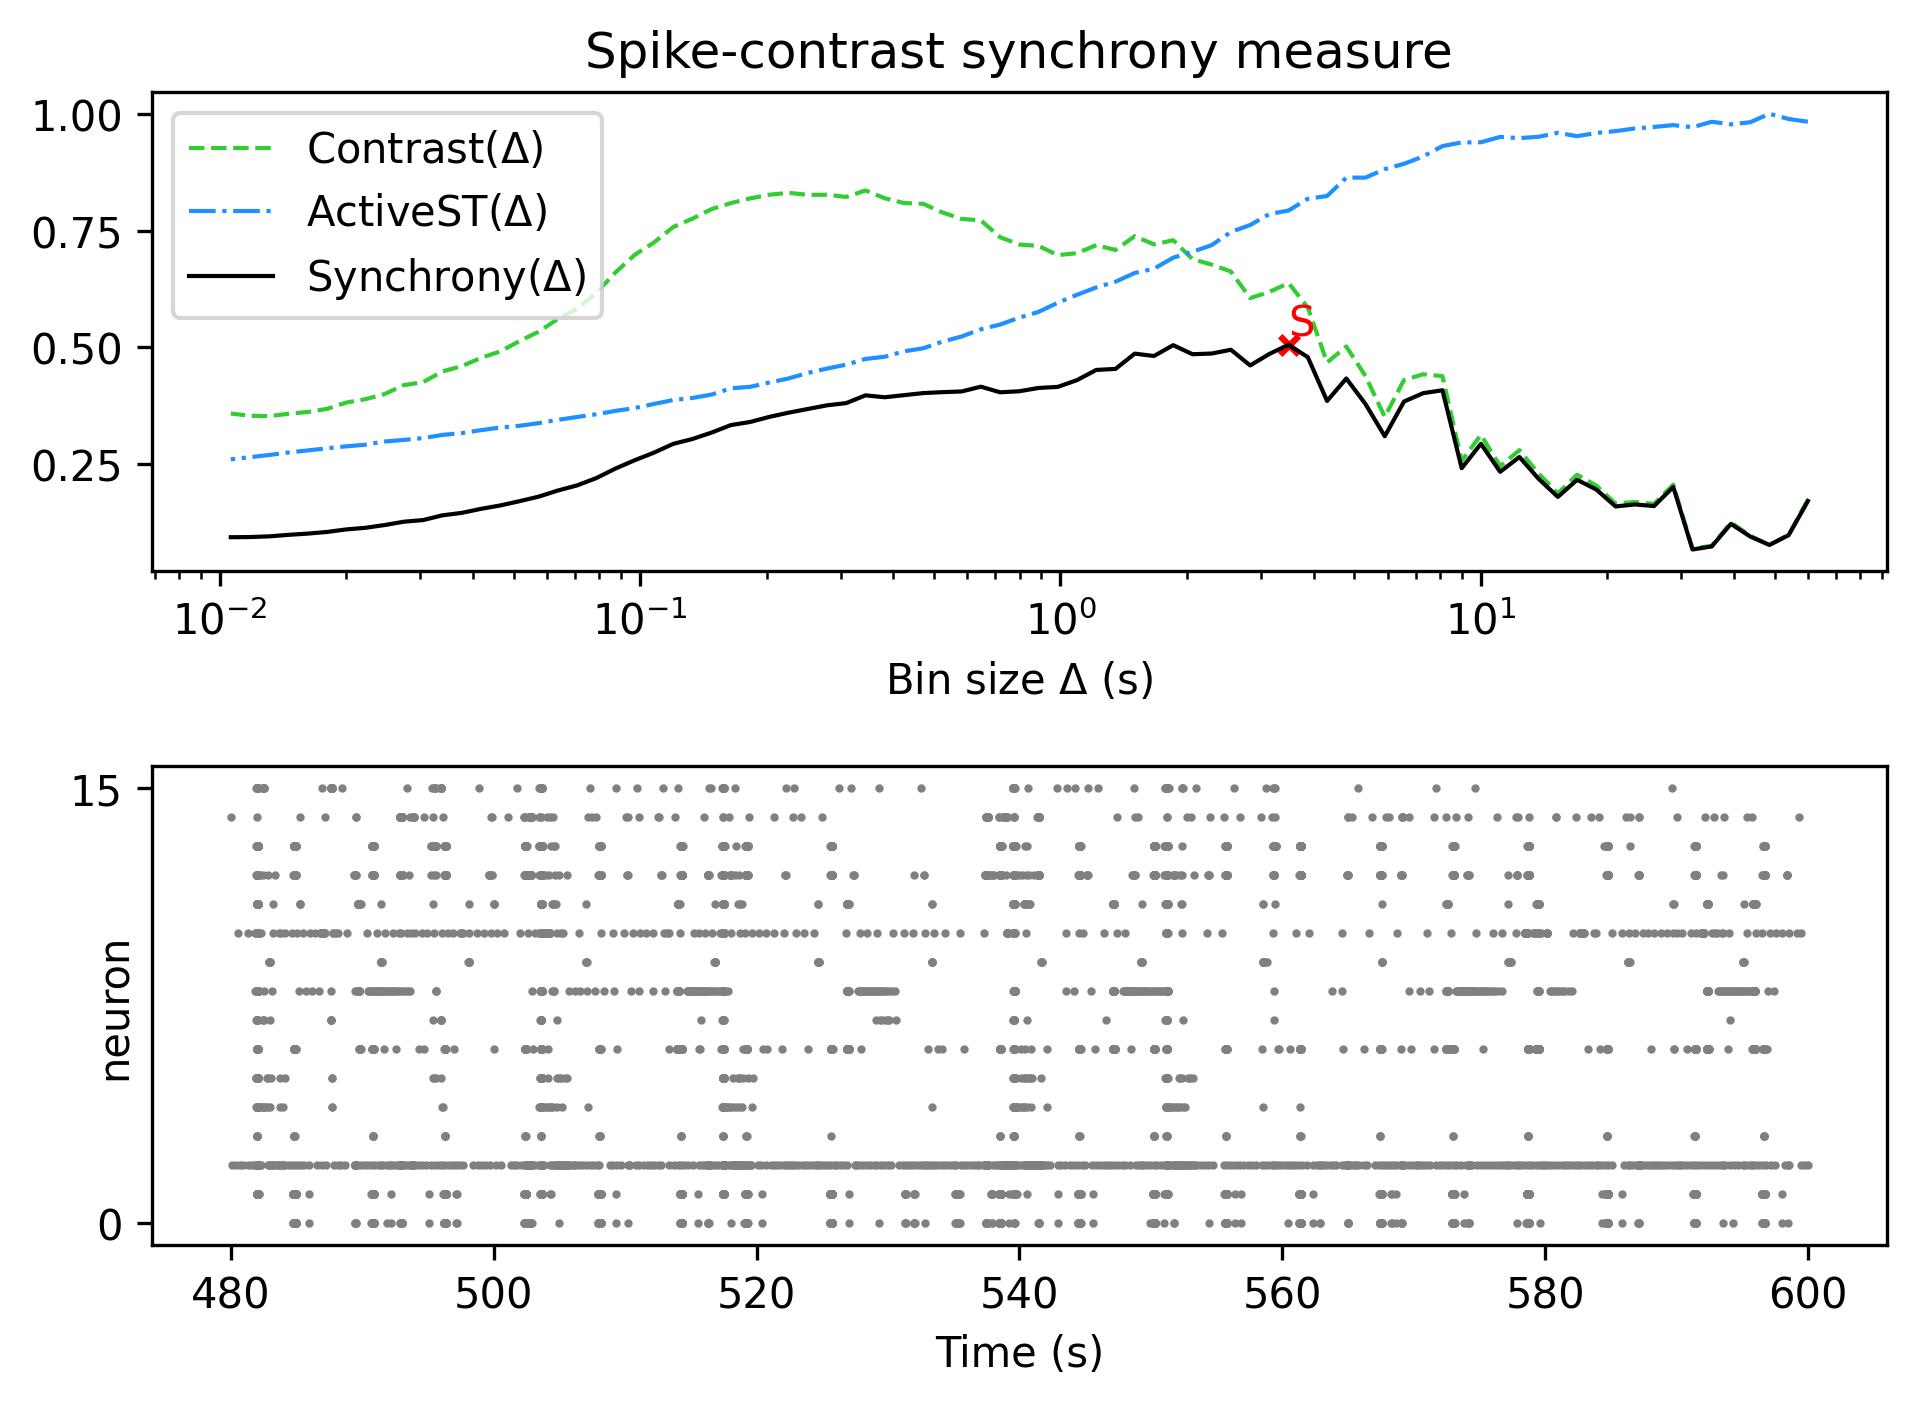 Spike-contrast synchrony measure
1.00
0.75
0.50
0.25
Contrast(Δ)
ActiveST(Δ)
Synchrony(Δ)
S
10⁻² 10⁻¹ 10⁰ 10¹
Bin size Δ (s)
15
0
neuron
480 500 520 540 560 580 600
Time (s)